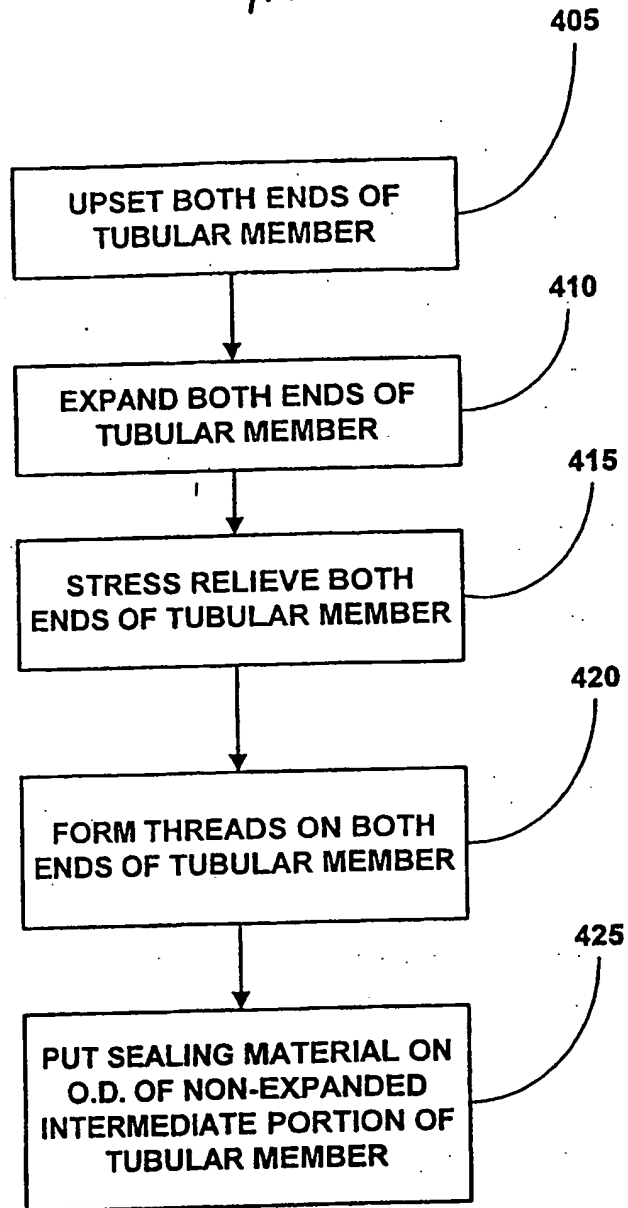 405
UPSET BOTH ENDS OF
TUBULAR MEMBER
410
EXPAND BOTH ENDS OF
TUBULAR MEMBER
415
STRESS RELIEVE BOTH
ENDS OF TUBULAR MEMBER
420
FORM THREADS ON BOTH
ENDS OF TUBULAR MEMBER
425
PUT SEALING MATERIAL ON
O.D. OF NON-EXPANDED
INTERMEDIATE PORTION OF
TUBULAR MEMBER